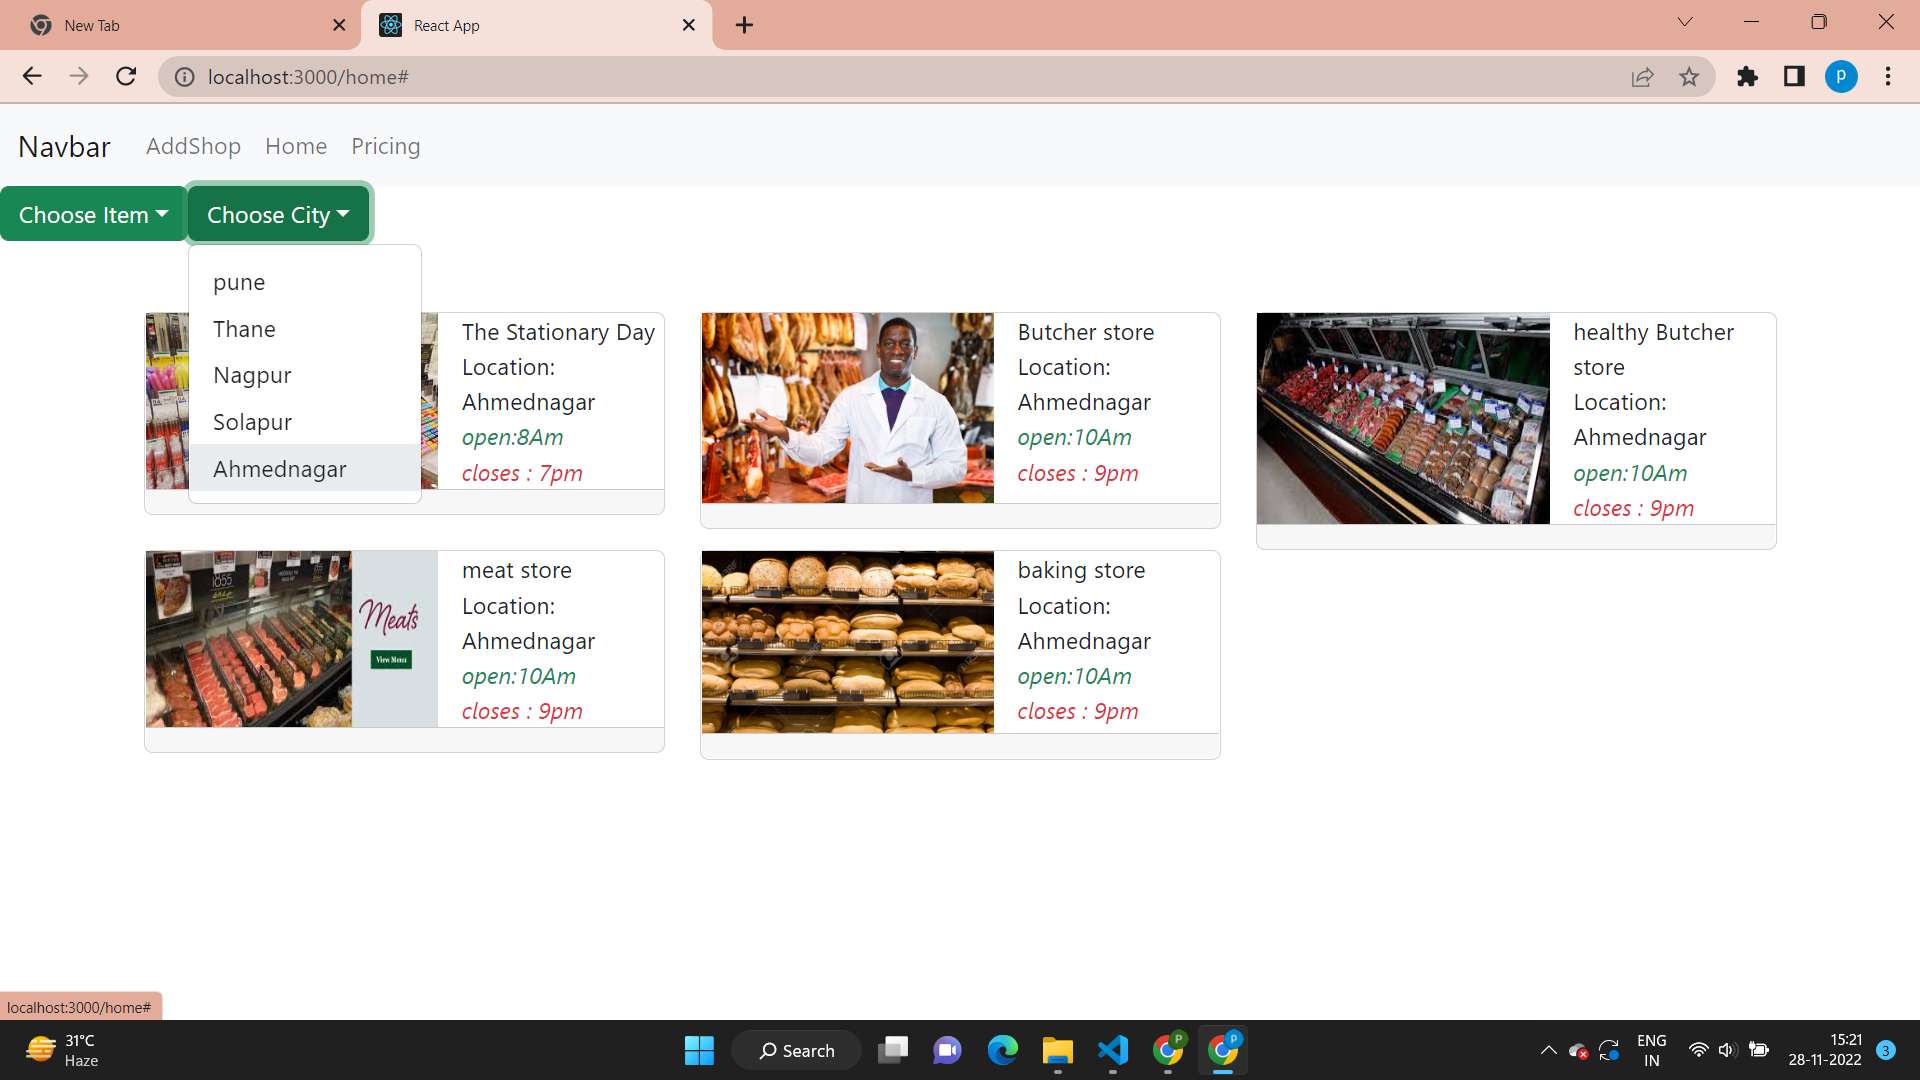 New Tab
React App
localhost:3000/home#
P
Navbar
AddShop
Home
Pricing
Choose Item
Choose City
pune
Thane
Nagpur
Solapur
Ahmednagar
The Stationary Day
Location:
Ahmednagar
open:8Am
closes : 7pm
Butcher store
Location:
Ahmednagar
open:10Am
closes : 9pm
healthy Butcher
store
Location:
Ahmednagar
open:10Am
closes : 9pm
1855
Meats
View Menu
meat store
Location:
Ahmednagar
open:10Am
closes : 9pm
baking store
Location:
Ahmednagar
open:10Am
closes : 9pm
localhost:3000/home#
31°C
Haze
Search
P
P
ENG
IN
15:21
28-11-2022
3